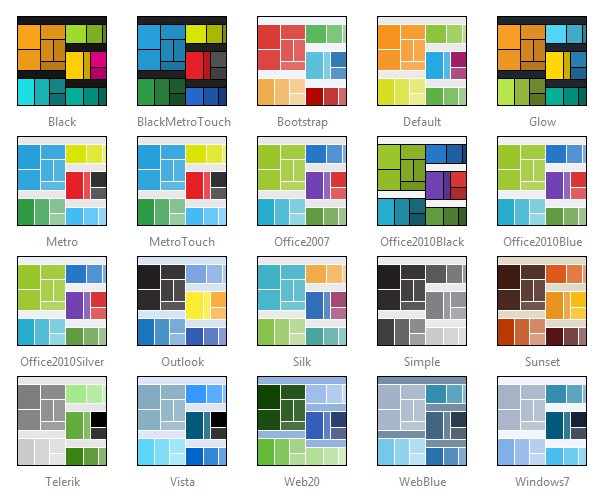 Black BlackMetroTouch Bootstrap Default Glow
Metro MetroTouch Office2007 Office2010Black Office2010Blue
Office2010Silver Outlook Silk Simple Sunset
Telerik Vista Web20 WebBlue Windows7